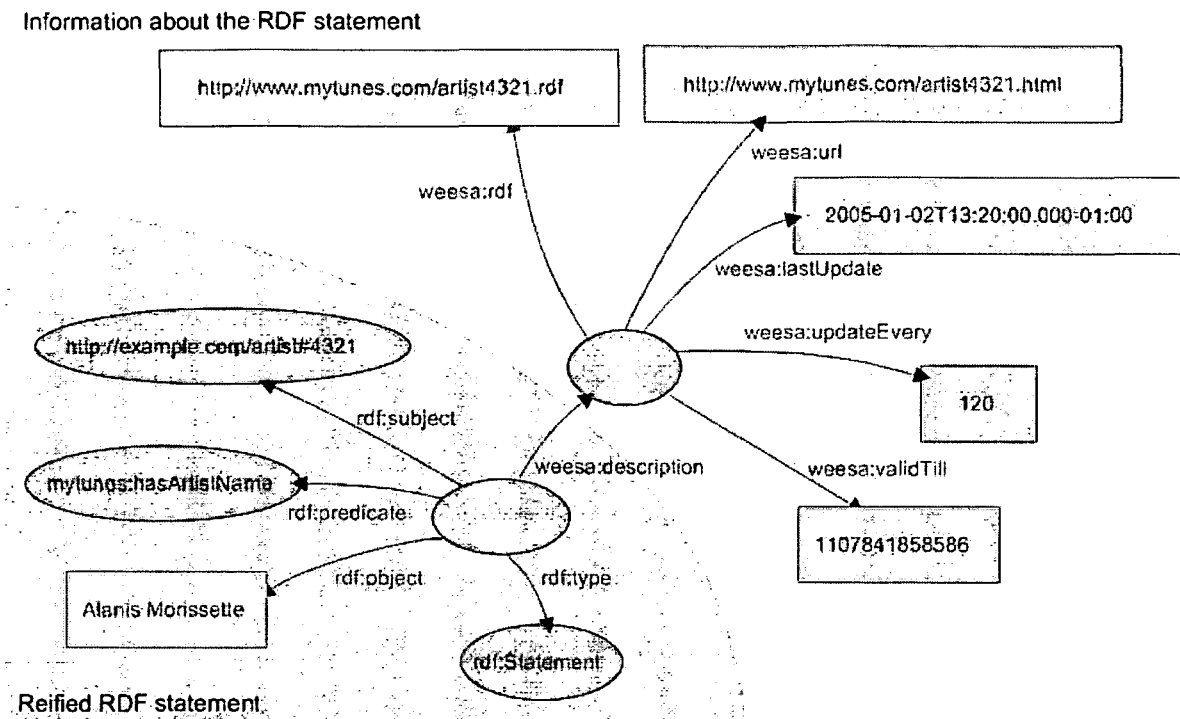 Information about the RDF statement
http://www.mytunes.com/artist4321.rdf
http://www.mytunes.com/artist4321.html
weesa:rdf
weesa:url
2005-01-02T13:20:00.000-01:00
weesa:lastUpdate
http://example.com/artist#4321
weesa:updateEvery
120
rdf:subject
weesa:description
weesa:validTill
mytunes:hasArtistName
rdf:predicate
1107841858586
rdf:object
rdf:type
Alanis Morissette
rdf:Statement
Reified RDF statement